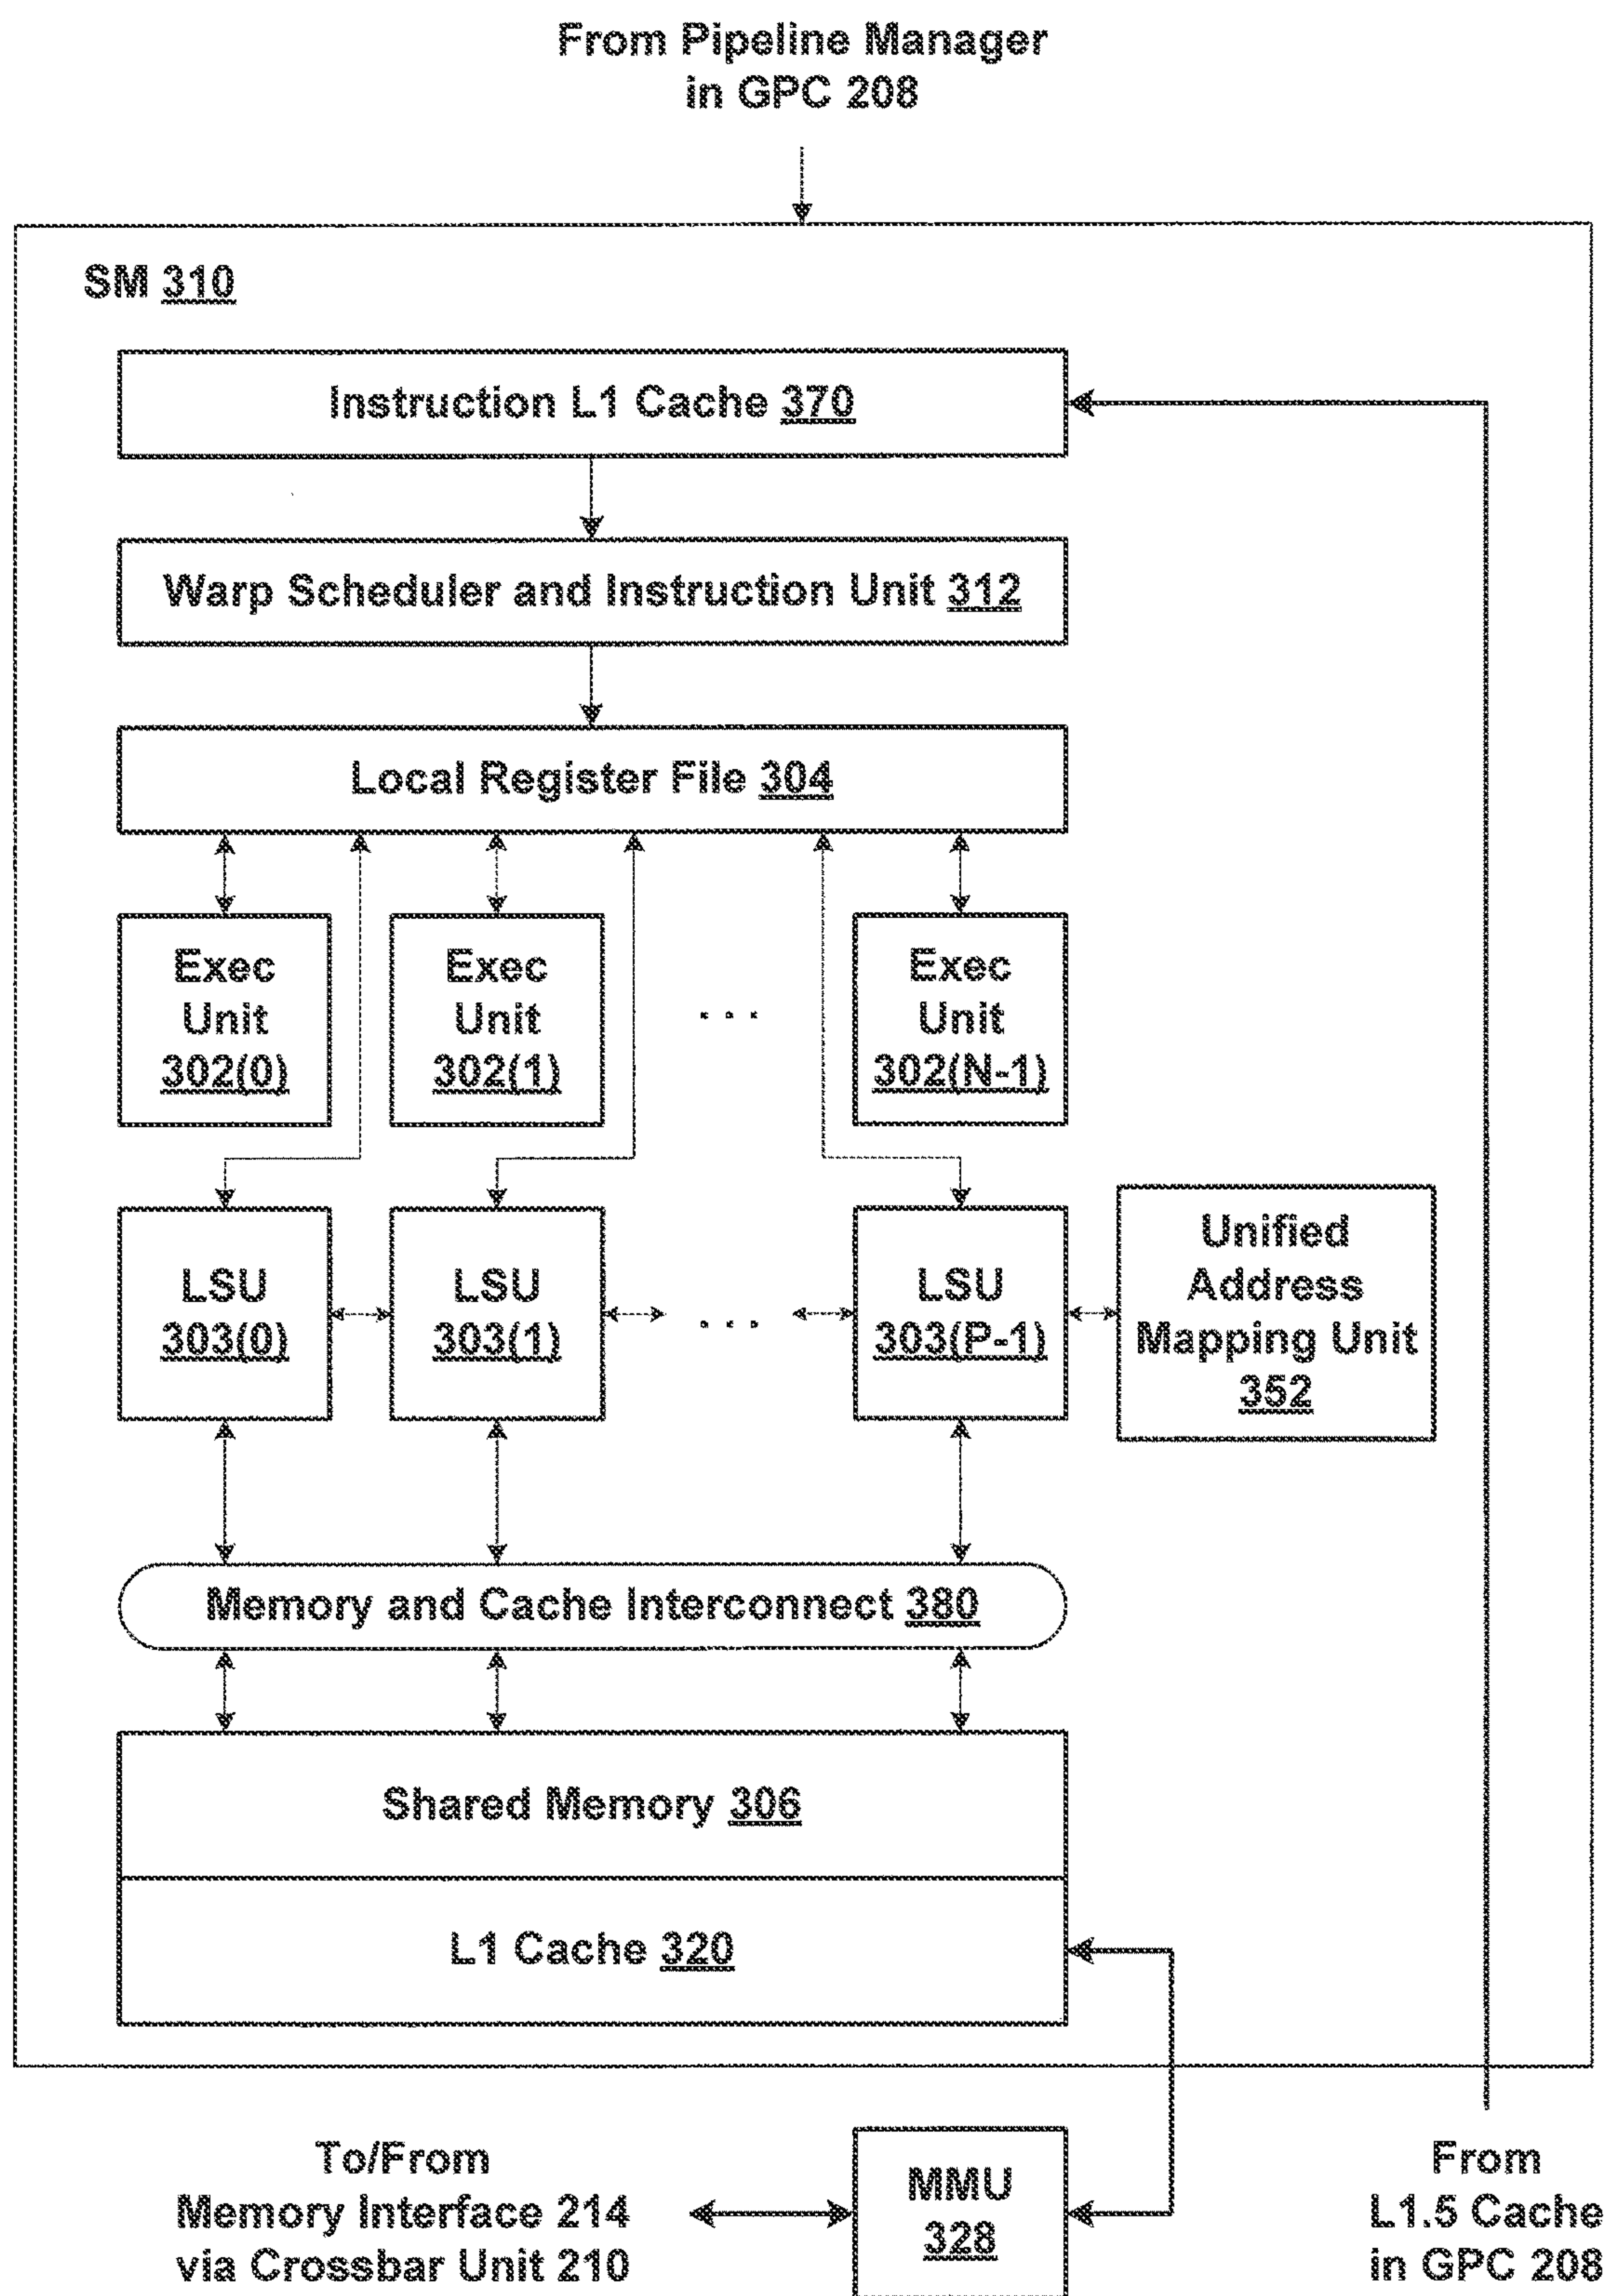 From Pipeline Manager
in GPC 208
SM 310
Instruction L1 Cache 370
Warp Scheduler and Instruction Unit 312
Local Register File 304
Exec
Unit
302(0)
Exec
Unit
302(1)
. . .
Exec
Unit
302(N-1)
LSU
303(0)
LSU
303(1)
. . .
LSU
303(P-1)
Unified
Address
Mapping Unit
352
Memory and Cache Interconnect 380
Shared Memory 306
L1 Cache 320
To/From
Memory Interface 214
via Crossbar Unit 210
MMU
328
From
L1.5 Cache
in GPC 208